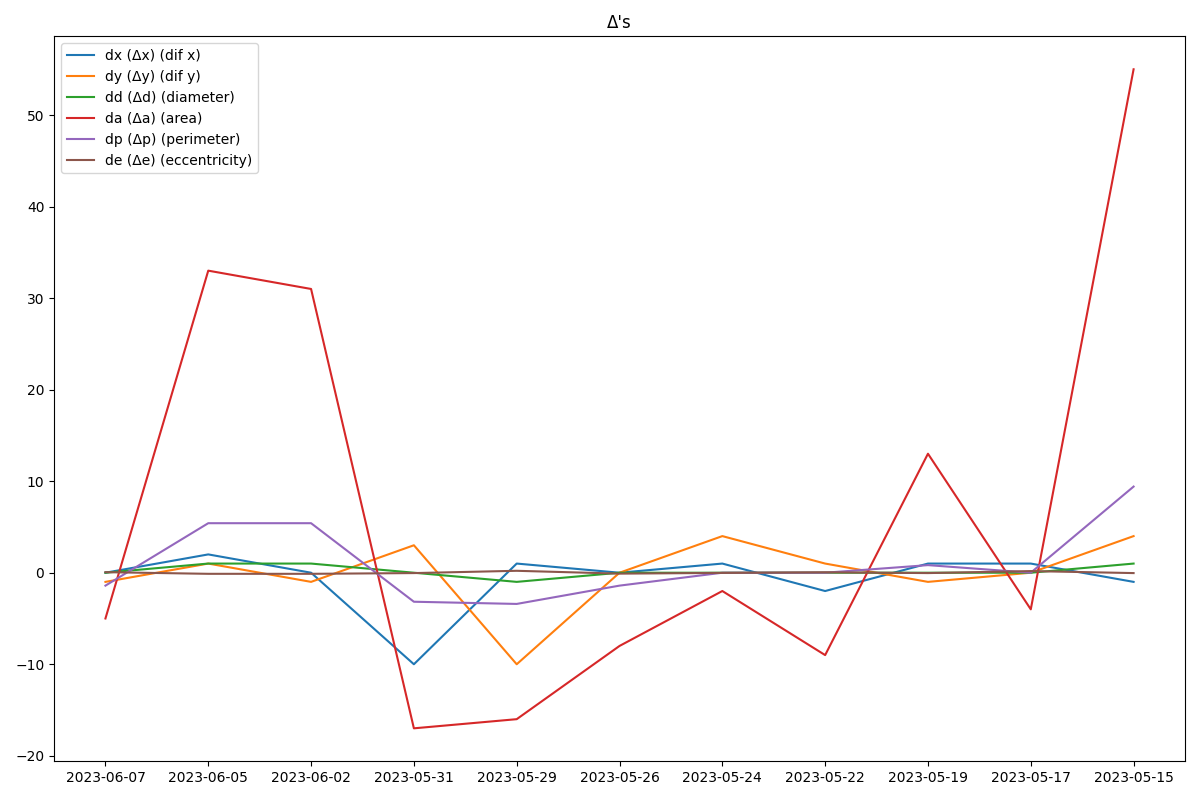 Δ's
dx (Δx) (dif x)
dy (Δy) (dif y)
dd (Δd) (diameter)
da (Δa) (area)
dp (Δp) (perimeter)
de (Δe) (eccentricity)
50
40
30
20
10
0
−10
−20
2023-06-07 2023-06-05 2023-06-02 2023-05-31 2023-05-29 2023-05-26 2023-05-24 2023-05-22 2023-05-19 2023-05-17 2023-05-15